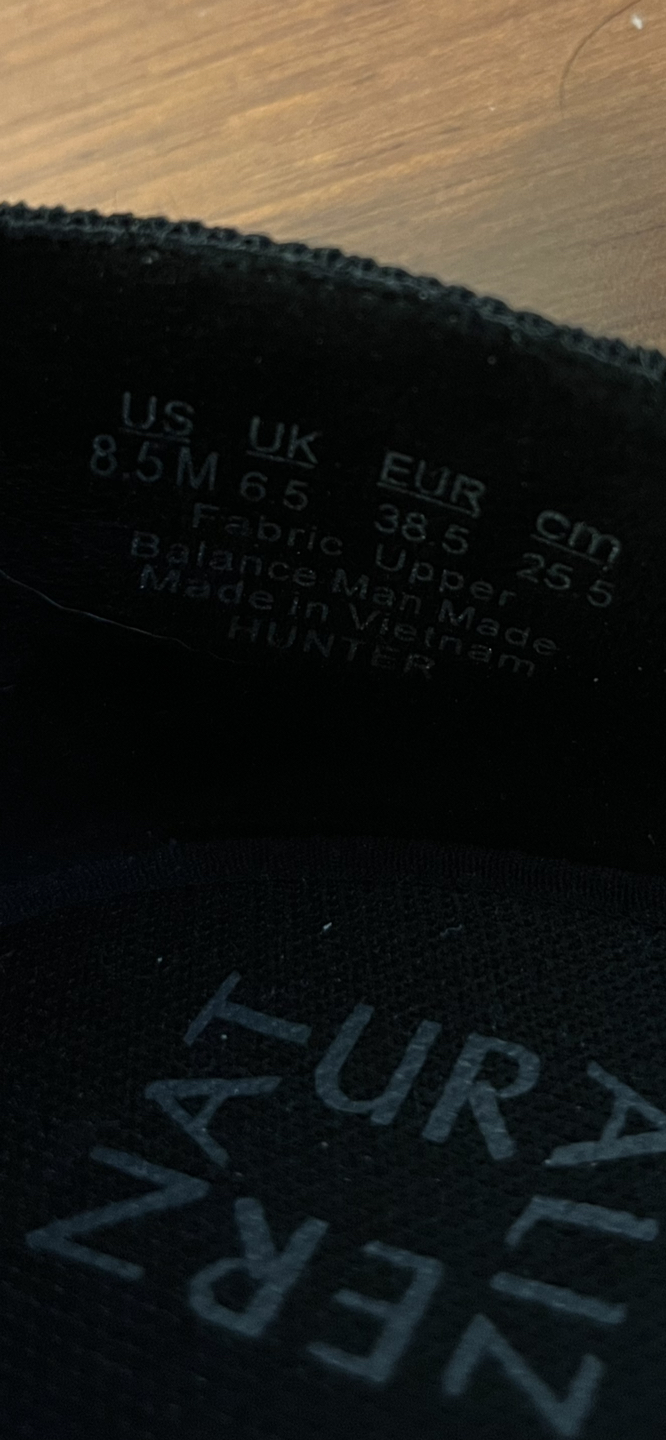 US UK EUR cm
8.5M 6.5 38.5 25.5
Fabric Upper
Balance Man Made
Made in Vietnam
HUNTER
NATURALIZER